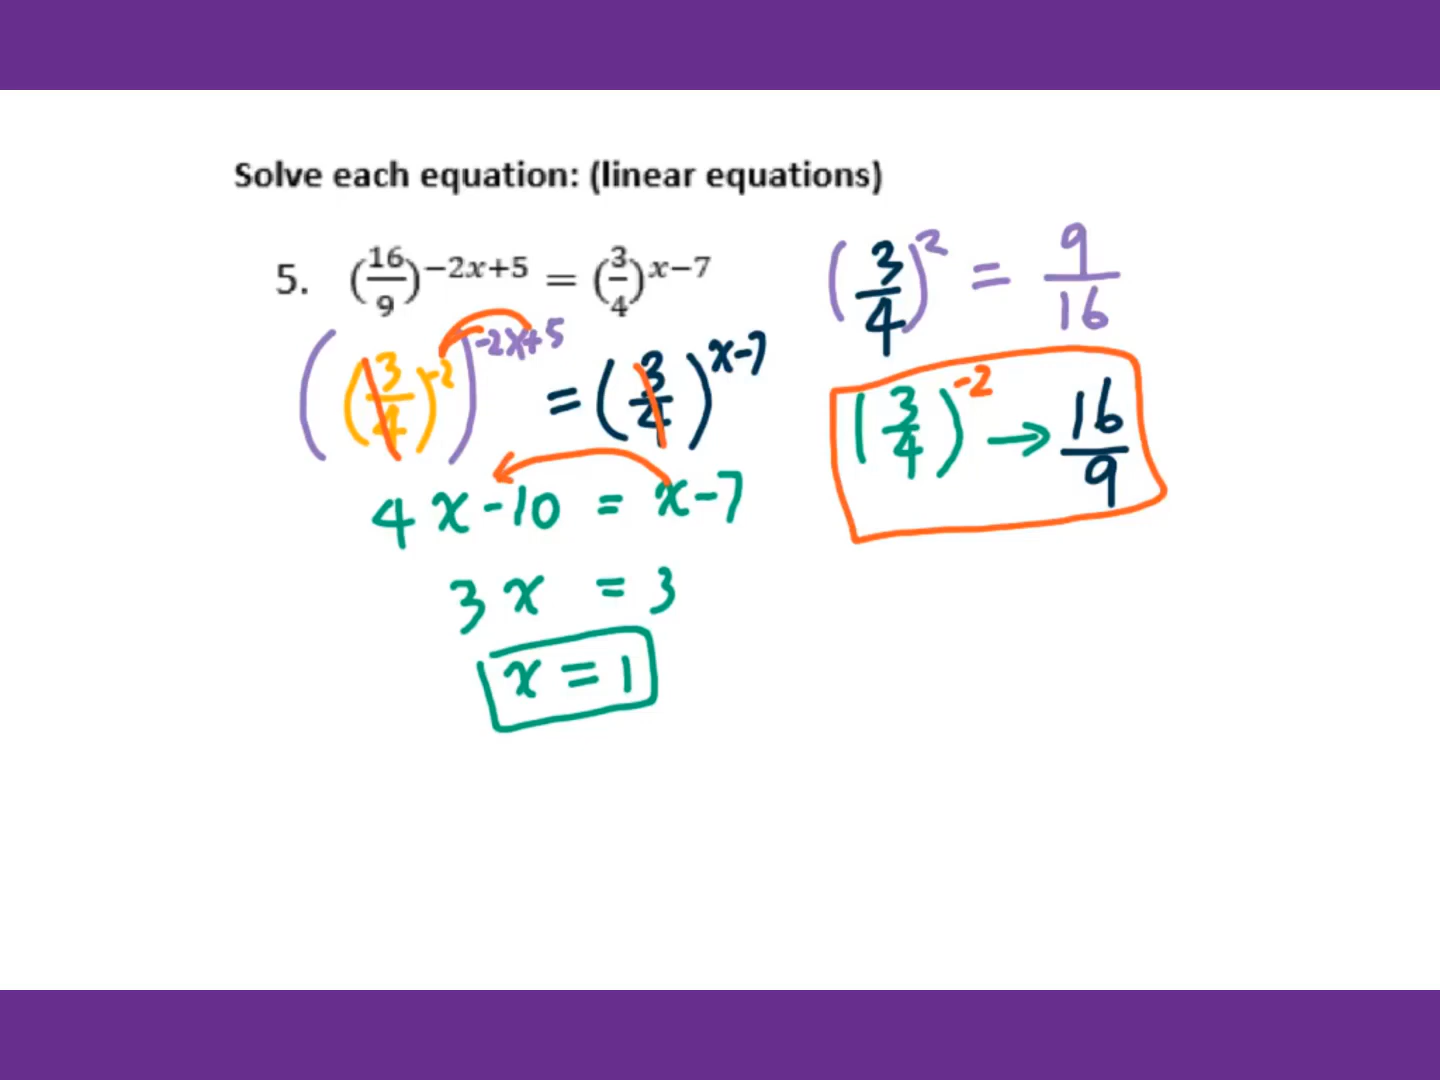 Solve each equation: (linear equations)
5. (16/9)^(−2x+5) = (3/4)^(x−7)
((3/4)^(-2))^(-2x+5) = (3/4)^(x-7)
4x-10 = x-7
3x = 3
x = 1
(3/4)^2 = 9/16
(3/4)^(-2) → 16/9